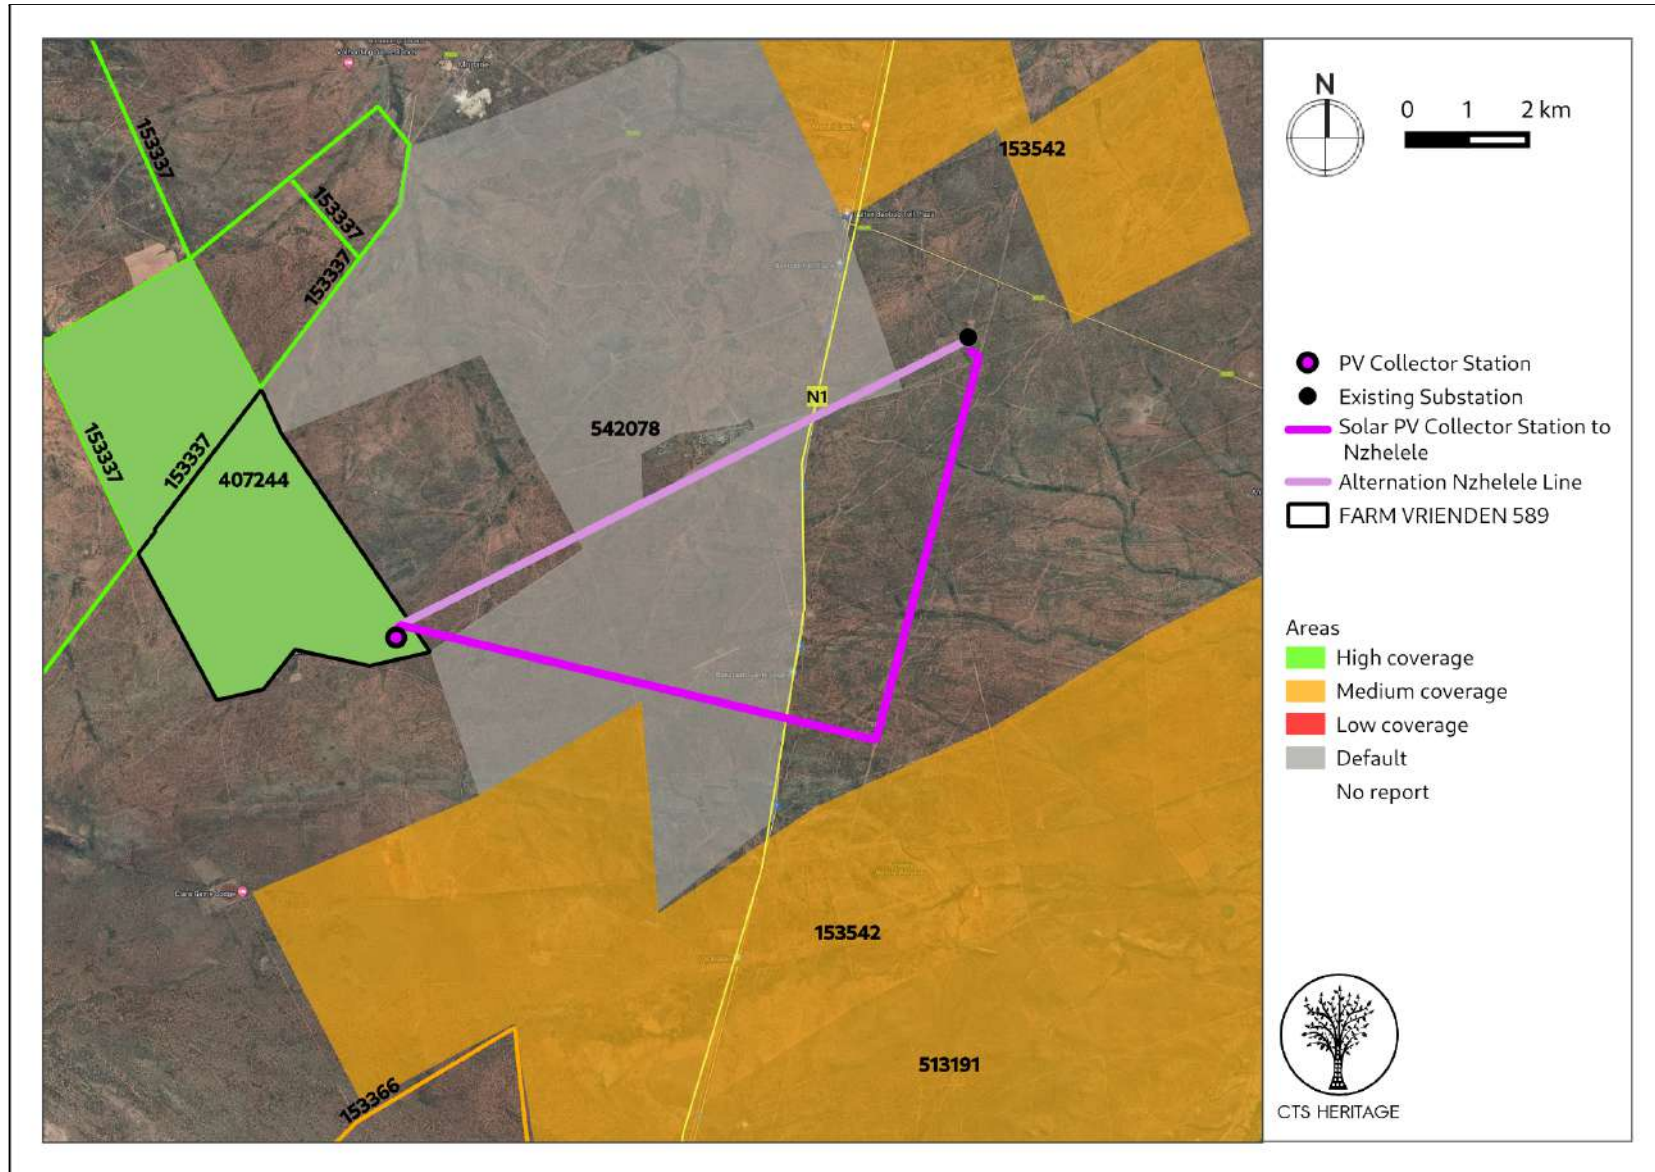 153337
153337
153337
153542
N1
542078
153337
153337
407244
153542
513191
153366
N
0 1 2 km
PV Collector Station
Existing Substation
Solar PV Collector Station to
Nzhelele
Alternation Nzhelele Line
FARM VRIENDEN 589
Areas
High coverage
Medium coverage
Low coverage
Default
No report
CTS HERITAGE